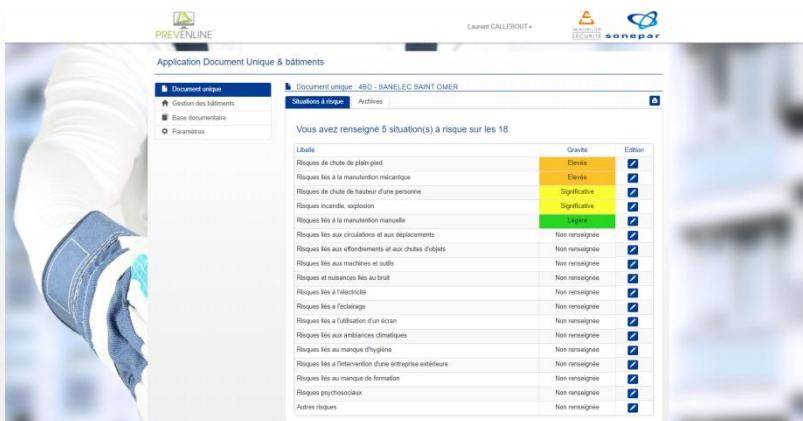 PREVENLINE
Laurent CALLEBOUT
SÉCURITÉ
sonepar
Application Document Unique & bâtiments
Document unique
Gestion des bâtiments
Base documentaire
Paramètres
Document unique : 4BD - SANELEC SAINT OMER
Situations à risque Archives
Vous avez renseigné 5 situation(s) à risque sur les 18
Libellé Gravité Edition
Risques de chute de plain-pied Elevée
Risques liés à la manutention mécanique Elevée
Risques de chute de hauteur d'une personne Significative
Risques incendie, explosion Significative
Risques liés à la manutention manuelle Légère
Risques liés aux circulations et aux déplacements Non renseignée
Risques liés aux effondrements et aux chutes d'objets Non renseignée
Risques liés aux machines et outils Non renseignée
Risques et nuisances liés au bruit Non renseignée
Risques liés à l'électricité Non renseignée
Risques liés a l'éclairage Non renseignée
Risques liés a l'utilisation d'un écran Non renseignée
Risques liés aux ambiances climatiques Non renseignée
Risques liés au manque d'hygiène Non renseignée
Risques liés a l'intervention d'une entreprise extérieure Non renseignée
Risques liés au manque de formation Non renseignée
Risques psychosociaux Non renseignée
Autres risques Non renseignée